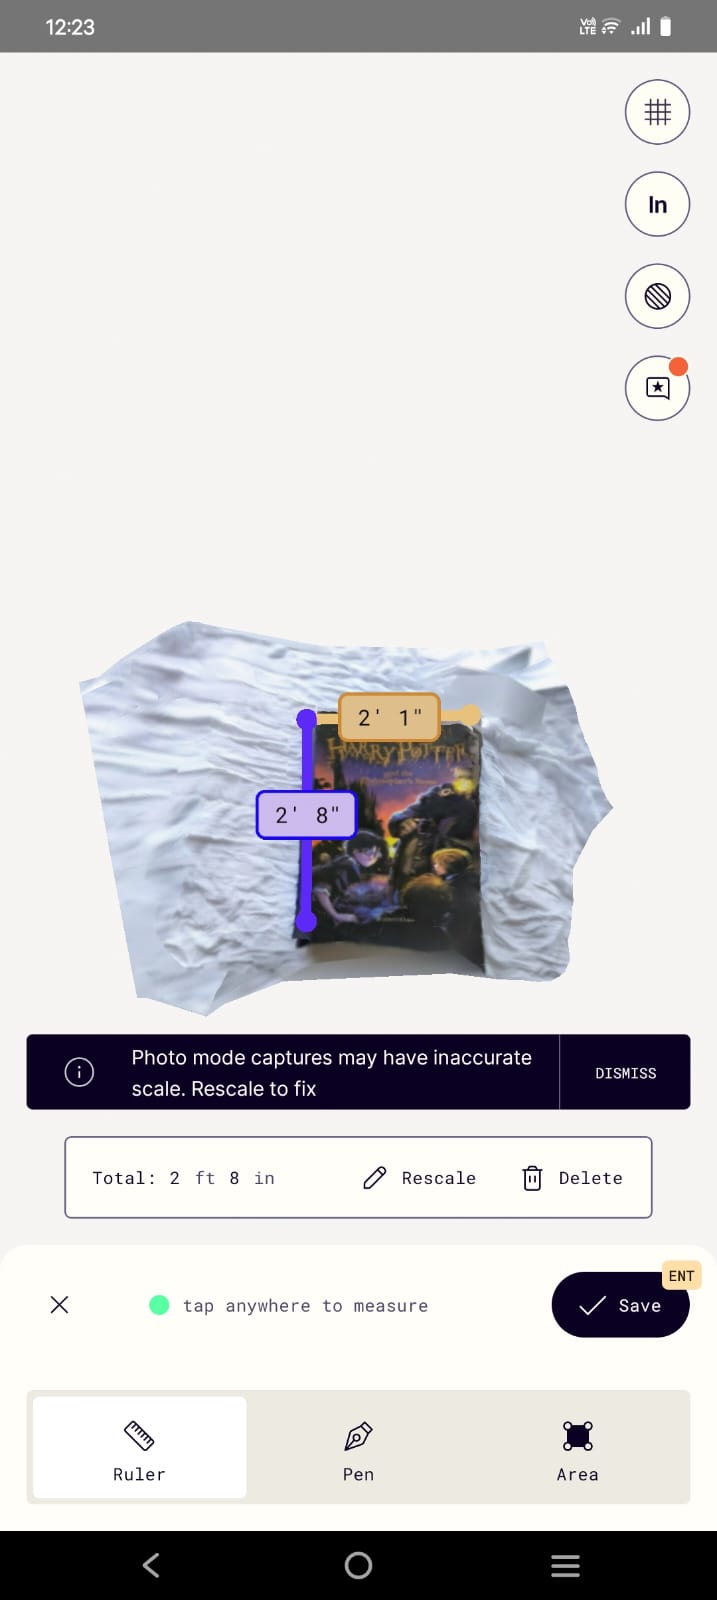 12:23
Vo)
LTE
In
2' 1"
HARRY POTTER
and the
Philosopher's Stone
2' 8"
Photo mode captures may have inaccurate
scale. Rescale to fix
DISMISS
Total: 2 ft 8 in
Rescale
Delete
ENT
tap anywhere to measure
Save
Ruler
Pen
Area